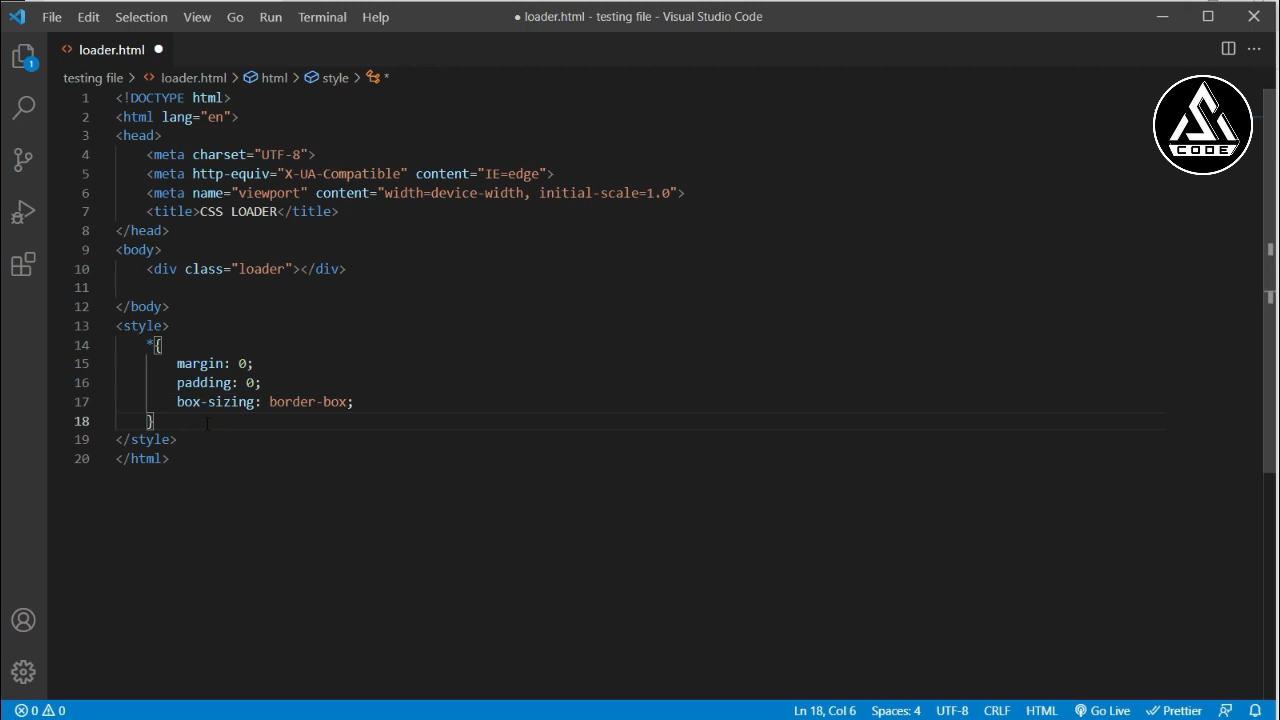 File Edit Selection View Go Run Terminal Help ● loader.html - testing file - Visual Studio Code
loader.html
testing file > loader.html > html > style > *
1 <!DOCTYPE html>
2 <html lang="en">
3 <head>
4 <meta charset="UTF-8">
5 <meta http-equiv="X-UA-Compatible" content="IE=edge">
6 <meta name="viewport" content="width=device-width, initial-scale=1.0">
7 <title>CSS LOADER</title>
8 </head>
9 <body>
10 <div class="loader"></div>
11
12 </body>
13 <style>
14 *{
15 margin: 0;
16 padding: 0;
17 box-sizing: border-box;
18 }
19 </style>
20 </html>
CODE
1
0 0 Ln 18, Col 6 Spaces: 4 UTF-8 CRLF HTML Go Live Prettier